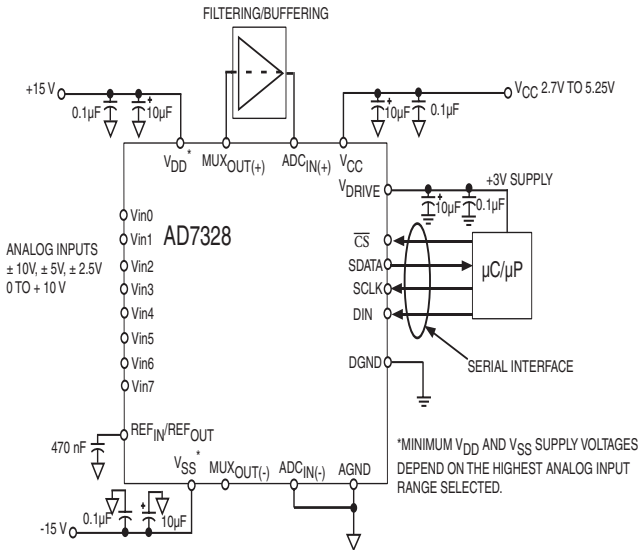 FILTERING/BUFFERING
+15 V
0.1µF
+
10µF
+
10µF
0.1µF
VCC 2.7V TO 5.25V
VDD*
MUXOUT(+)
ADCIN(+)
VCC
VDRIVE
+
10µF
0.1µF
+3V SUPPLY
AD7328
Vin0
Vin1
Vin2
Vin3
Vin4
Vin5
Vin6
Vin7
ANALOG INPUTS
± 10V, ± 5V, ± 2.5V
0 TO + 10 V
CS
SDATA
SCLK
DIN
µC/µP
DGND
SERIAL INTERFACE
REFIN/REFOUT
470 nF
VSS*
MUXOUT(-)
ADCIN(-)
AGND
*MINIMUM VDD AND VSS SUPPLY VOLTAGES
DEPEND ON THE HIGHEST ANALOG INPUT
RANGE SELECTED.
-15 V
0.1µF
+
10µF